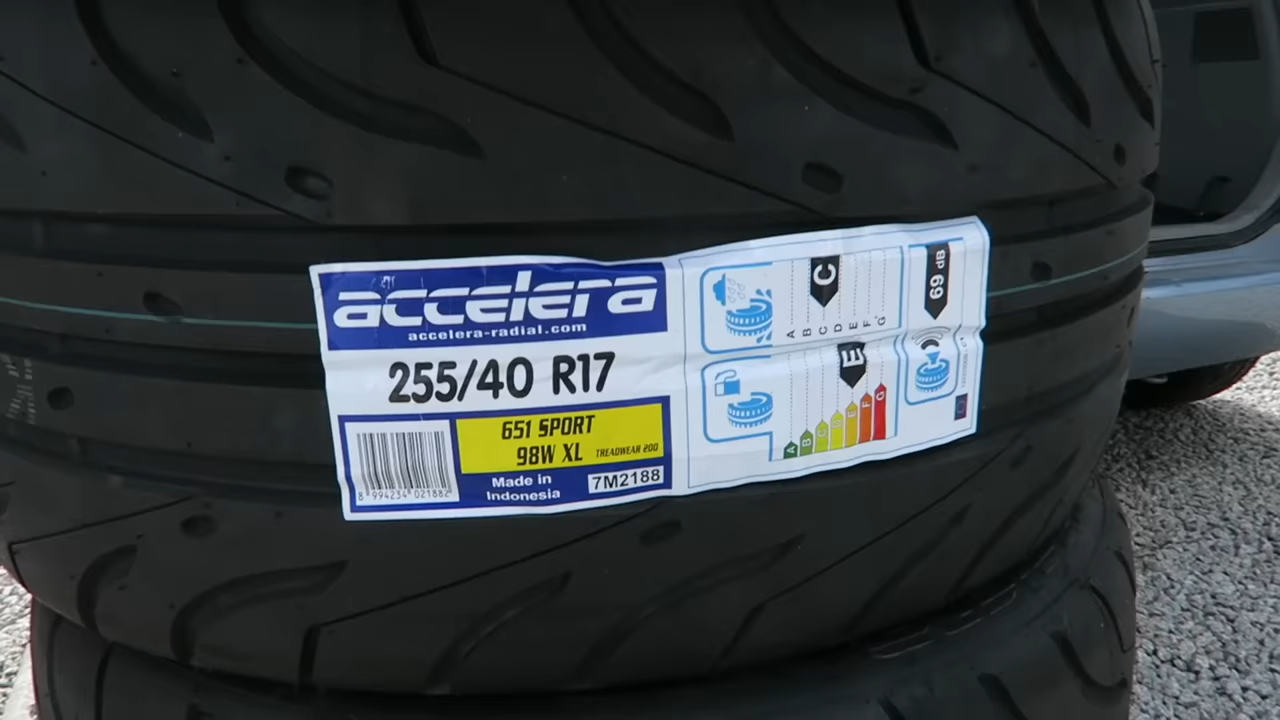 accelera
accelera-radial.com
255/40 R17
651 SPORT
98W XL TREADWEAR 200
Made in
Indonesia
7M2188
8 994234 021882
C
A
B
C
D
E
F
G
E
A
B
C
D
E
F
G
69 dB